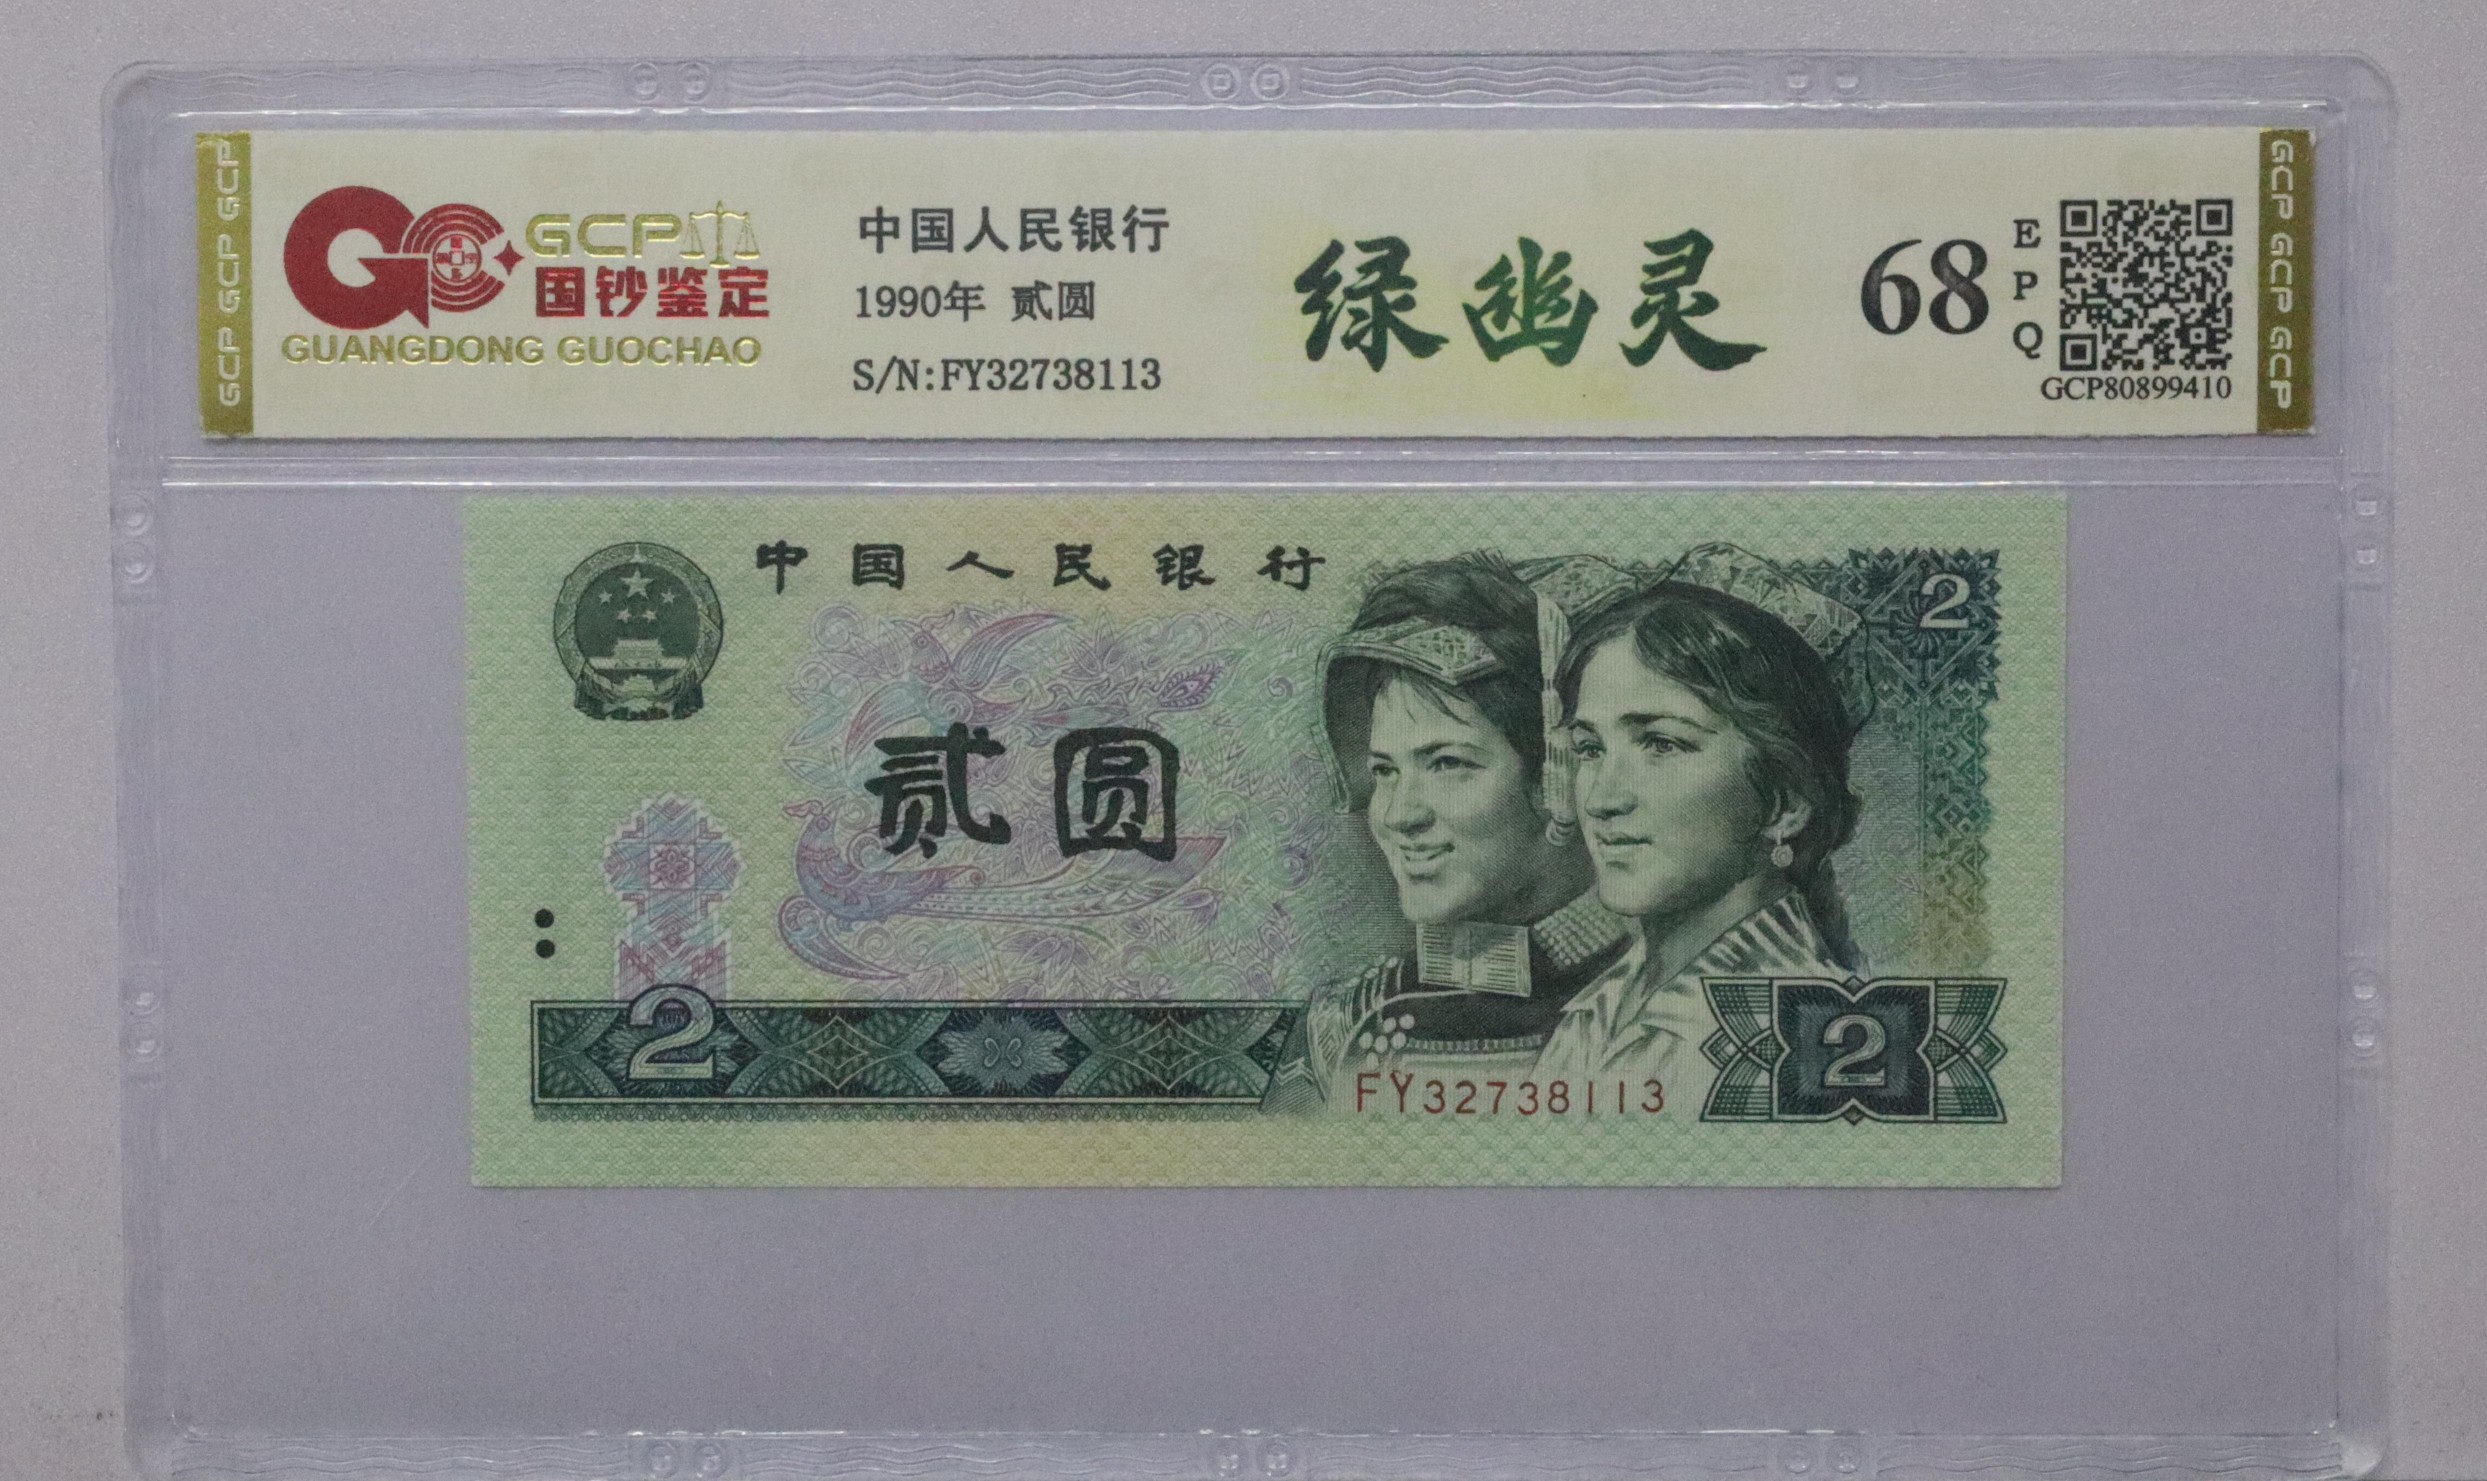 GCP GCP GCP
GCP
国钞鉴定
GUANGDONG GUOCHAO
中国人民银行
1990年 贰圆
S/N:FY32738113
绿幽灵
68
EPQ
GCP80899410
GCP GCP GCP
中国人民银行
2
贰圆
2
FY32738113
2